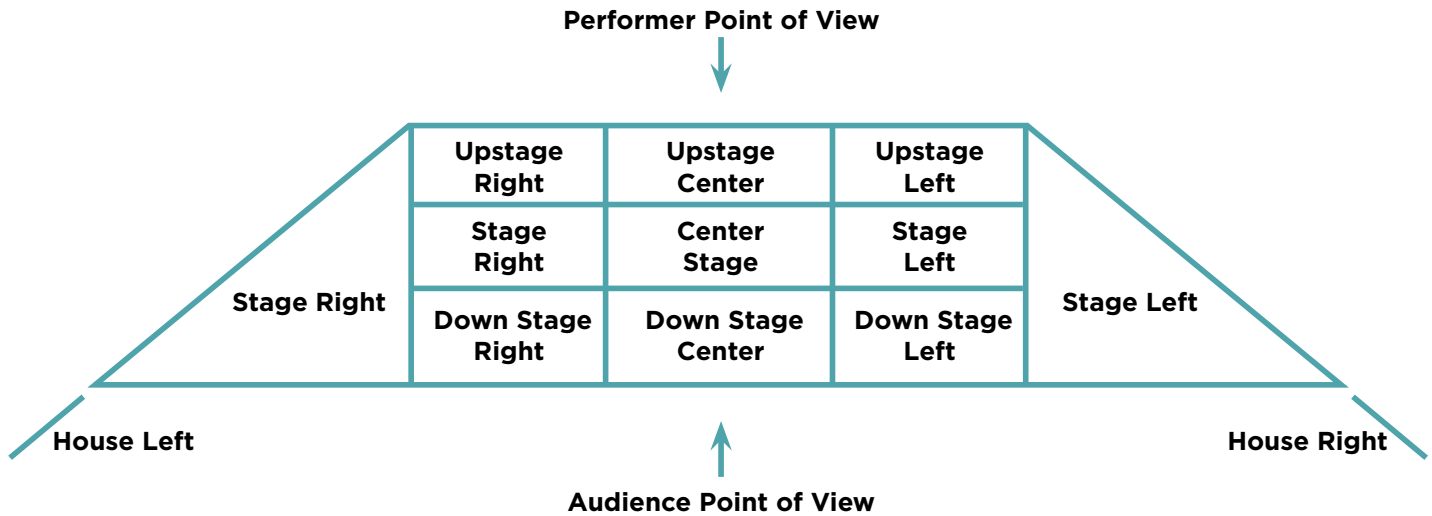 Performer Point of View
Upstage
Right
Upstage
Center
Upstage
Left
Stage
Right
Center
Stage
Stage
Left
Stage Right
Stage Left
Down Stage
Right
Down Stage
Center
Down Stage
Left
House Left
House Right
Audience Point of View